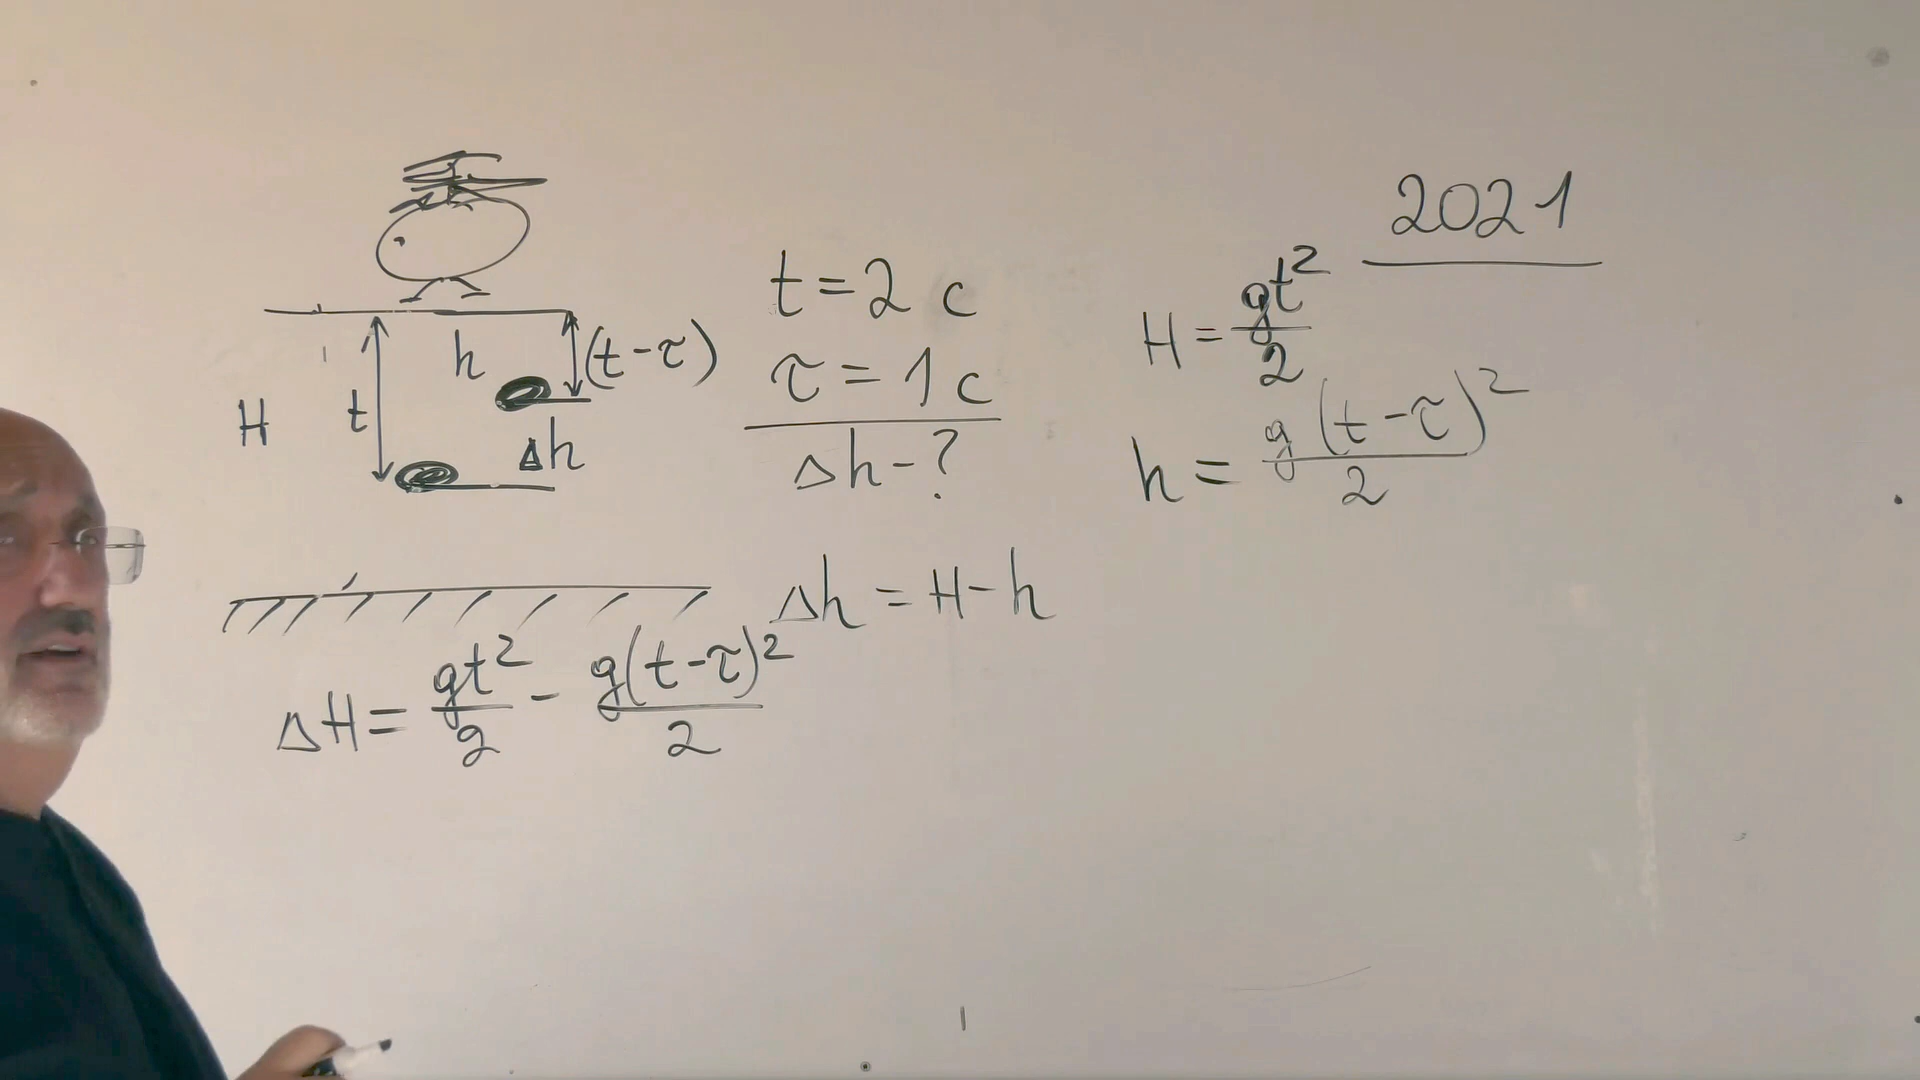 2021
t = 2 c
τ = 1 c
Δh - ?
H = gt²/2
h = g(t-τ)²/2
h
(t-τ)
H
t
Δh
Δh = H-h
ΔH = gt²/2 - g(t-τ)²/2